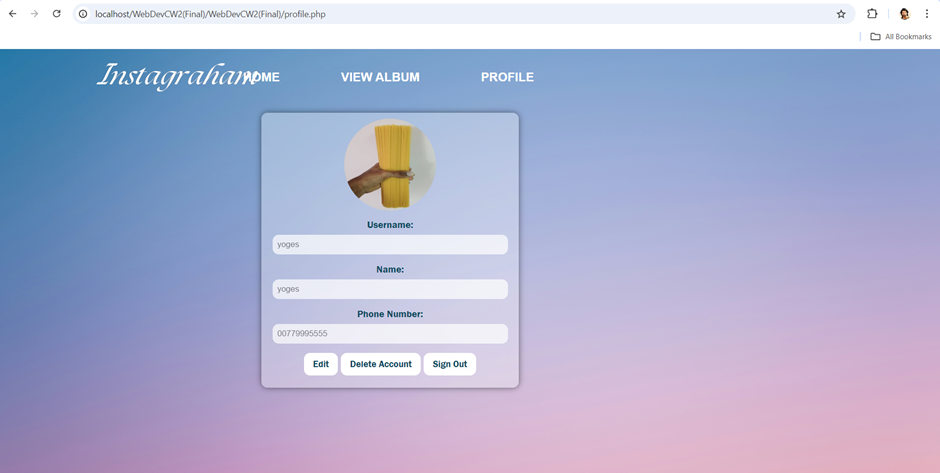 localhost/WebDevCW2(Final)/WebDevCW2(Final)/profile.php
All Bookmarks
Instagraham HOME VIEW ALBUM PROFILE
Username:
yoges
Name:
yoges
Phone Number:
00779995555
Edit Delete Account Sign Out